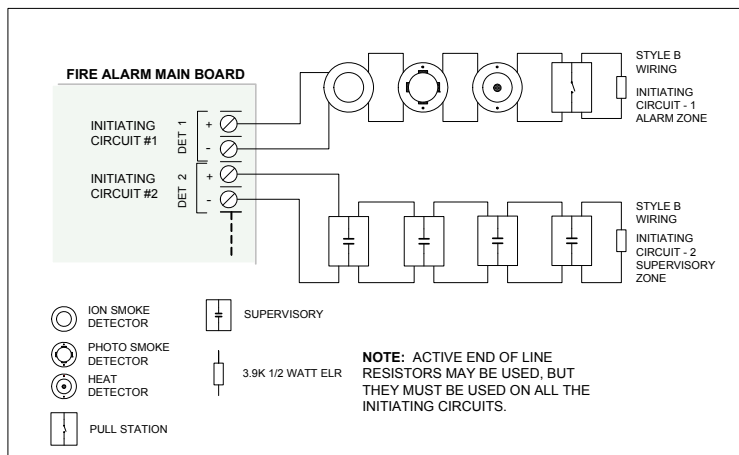 FIRE ALARM MAIN BOARD
INITIATING
CIRCUIT #1
DET 1
+
-
INITIATING
CIRCUIT #2
DET 2
+
-
STYLE B
WIRING
INITIATING
CIRCUIT - 1
ALARM ZONE
STYLE B
WIRING
INITIATING
CIRCUIT - 2
SUPERVISORY
ZONE
ION SMOKE
DETECTOR
PHOTO SMOKE
DETECTOR
HEAT
DETECTOR
PULL STATION
SUPERVISORY
3.9K 1/2 WATT ELR
NOTE: ACTIVE END OF LINE
RESISTORS MAY BE USED, BUT
THEY MUST BE USED ON ALL THE
INITIATING CIRCUITS.